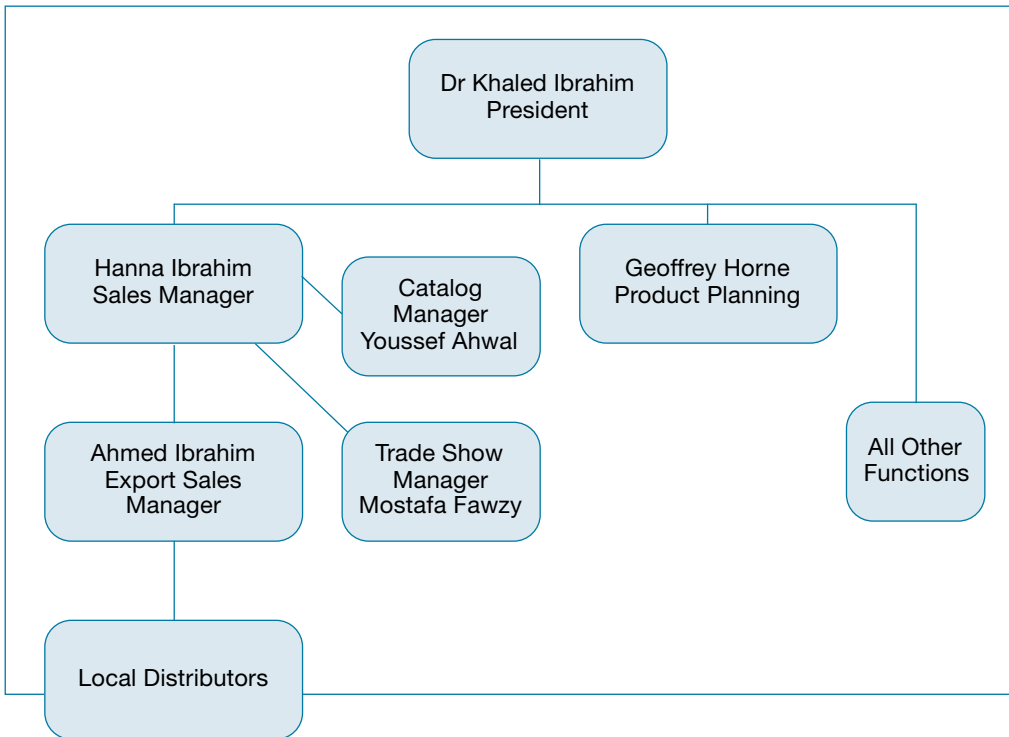 Dr Khaled Ibrahim
President
Hanna Ibrahim
Sales Manager
Catalog
Manager
Youssef Ahwal
Geoffrey Horne
Product Planning
Ahmed Ibrahim
Export Sales
Manager
Trade Show
Manager
Mostafa Fawzy
All Other
Functions
Local Distributors